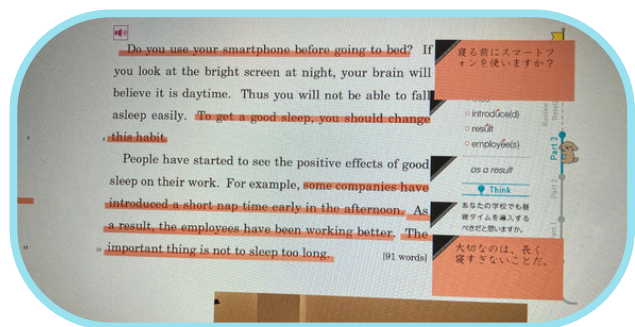 Do you use your smartphone before going to bed? If
you look at the bright screen at night, your brain will
believe it is daytime. Thus you will not be able to fall
asleep easily. To get a good sleep, you should change
this habit.
People have started to see the positive effects of good
sleep on their work. For example, some companies have
introduced a short nap time early in the afternoon. As
a result, the employees have been working better. The
important thing is not to sleep too long.
[91 words]
寝る前にスマートフ
ォンを使いますか?
introduce(d)
result
employee(s)
as a result
Think
あなたの学校でも昼
寝タイムを導入する
べきだと思いますか。
大切なのは、長く
寝すぎないことだ。
Part 3
Part 2